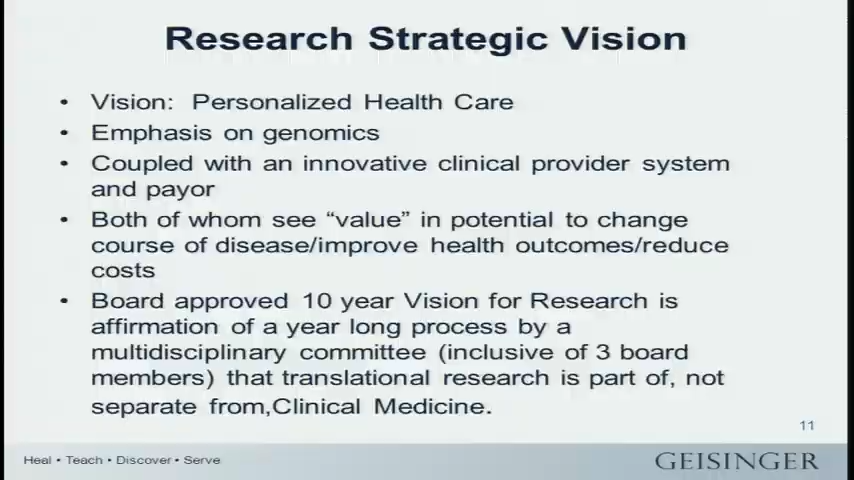 Research Strategic Vision
• Vision: Personalized Health Care
• Emphasis on genomics
• Coupled with an innovative clinical provider system
and payor
• Both of whom see “value” in potential to change
course of disease/improve health outcomes/reduce
costs
• Board approved 10 year Vision for Research is
affirmation of a year long process by a
multidisciplinary committee (inclusive of 3 board
members) that translational research is part of, not
separate from,Clinical Medicine.
11
Heal • Teach • Discover • Serve
GEISINGER